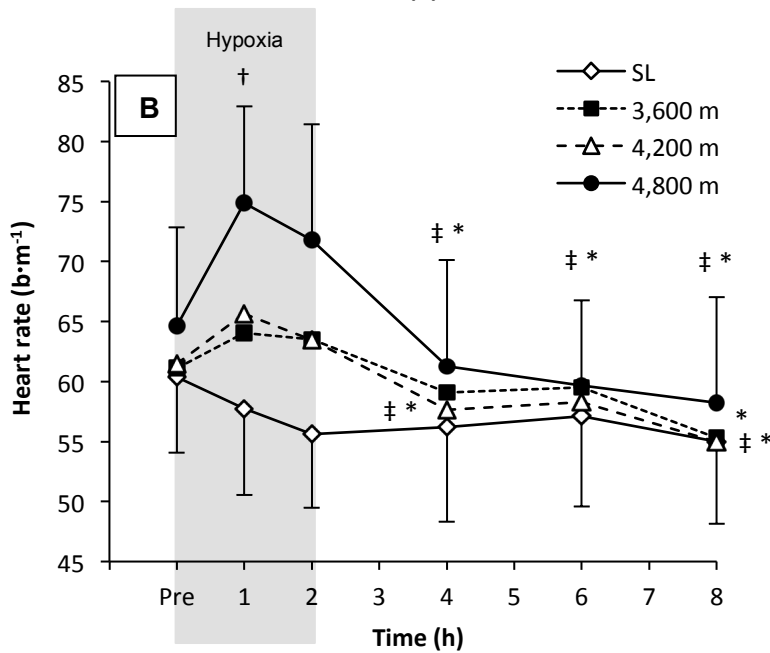 Hypoxia
B
†
SL
3,600 m
4,200 m
4,800 m
85
80
75
70
65
60
55
50
45
‡ *
‡ *
‡ *
‡ *
*
‡ *
Heart rate (b·m⁻¹)
Pre 1 2 3 4 5 6 7 8
Time (h)